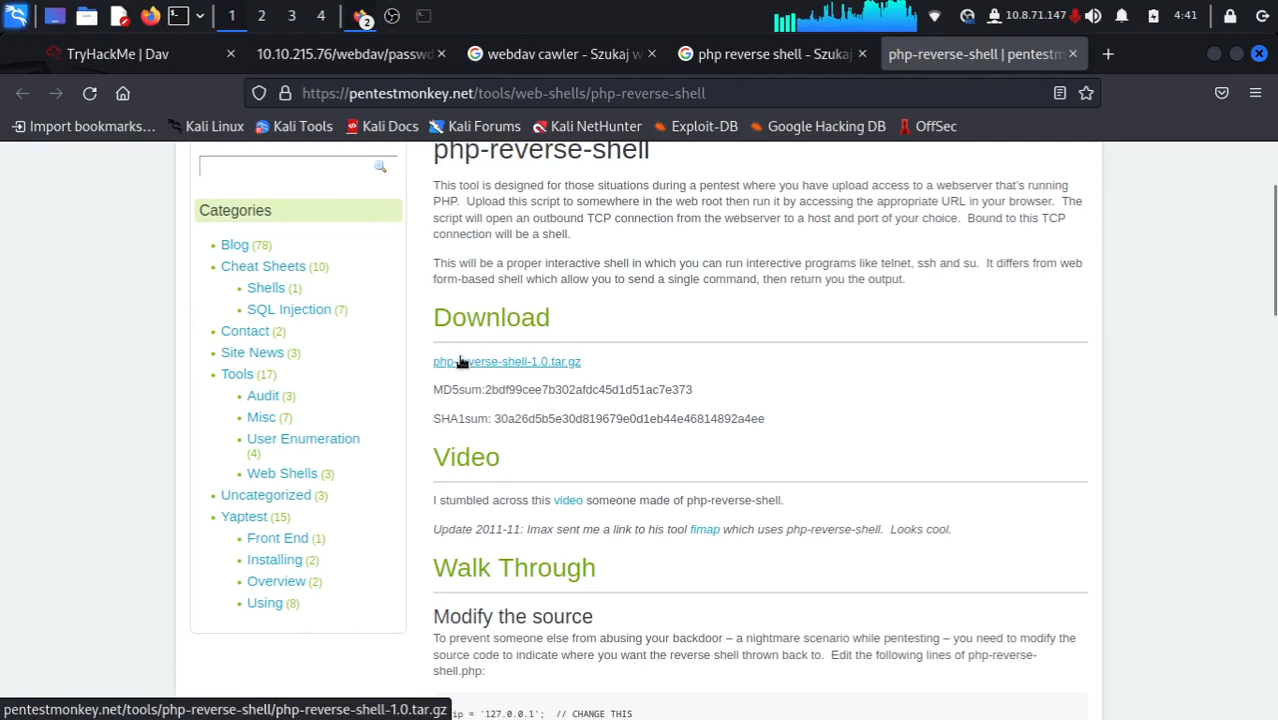 1 2 3 4 2 10.8.71.147 4:41
TryHackMe | Dav 10.10.215.76/webdav/passwd webdav cawler - Szukaj w php reverse shell - Szukaj php-reverse-shell | pentestm
https://pentestmonkey.net/tools/web-shells/php-reverse-shell
Import bookmarks... Kali Linux Kali Tools Kali Docs Kali Forums Kali NetHunter Exploit-DB Google Hacking DB OffSec
php-reverse-shell
This tool is designed for those situations during a pentest where you have upload access to a webserver that's running
PHP. Upload this script to somewhere in the web root then run it by accessing the appropriate URL in your browser. The
script will open an outbound TCP connection from the webserver to a host and port of your choice. Bound to this TCP
connection will be a shell.
This will be a proper interactive shell in which you can run interective programs like telnet, ssh and su. It differs from web
form-based shell which allow you to send a single command, then return you the output.
Download
php-reverse-shell-1.0.tar.gz
MD5sum:2bdf99cee7b302afdc45d1d51ac7e373
SHA1sum: 30a26d5b5e30d819679e0d1eb44e46814892a4ee
Video
I stumbled across this video someone made of php-reverse-shell.
Update 2011-11: Imax sent me a link to his tool fimap which uses php-reverse-shell. Looks cool.
Walk Through
Modify the source
To prevent someone else from abusing your backdoor – a nightmare scenario while pentesting – you need to modify the
source code to indicate where you want the reverse shell thrown back to. Edit the following lines of php-reverse-
shell.php:
ip = '127.0.0.1'; // CHANGE THIS
Categories
Blog (78)
Cheat Sheets (10)
Shells (1)
SQL Injection (7)
Contact (2)
Site News (3)
Tools (17)
Audit (3)
Misc (7)
User Enumeration
(4)
Web Shells (3)
Uncategorized (3)
Yaptest (15)
Front End (1)
Installing (2)
Overview (2)
Using (8)
pentestmonkey.net/tools/php-reverse-shell/php-reverse-shell-1.0.tar.gz